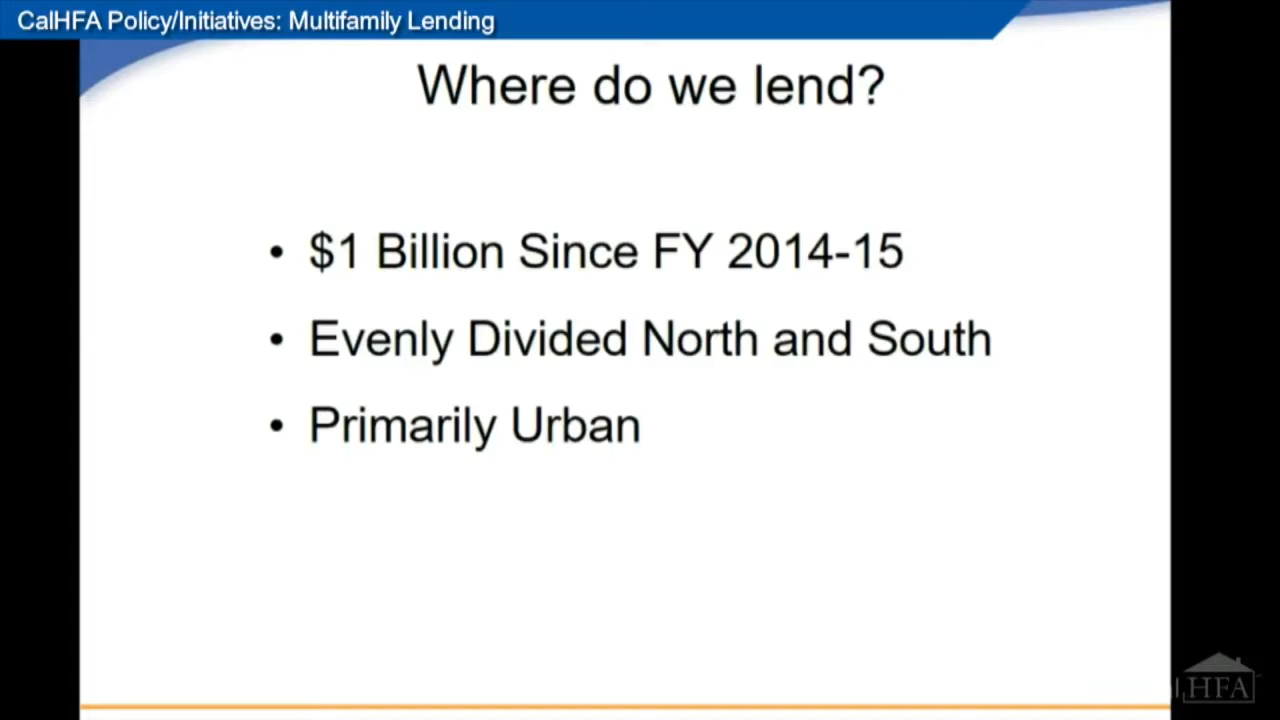 CalHFA Policy/Initiatives: Multifamily Lending
Where do we lend?
• $1 Billion Since FY 2014-15
• Evenly Divided North and South
• Primarily Urban
HFA